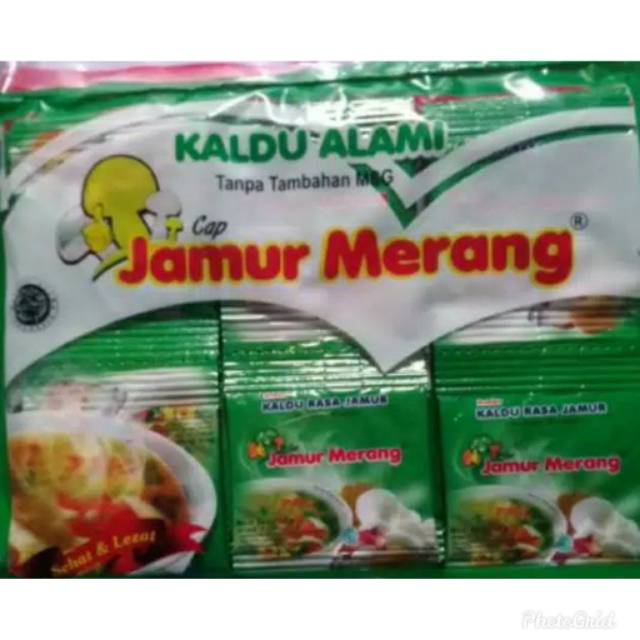 KALDU ALAMI
Tanpa Tambahan MSG
Cap
Jamur Merang ®
KALDU RASA JAMUR
Jamur Merang
KALDU RASA JAMUR
Jamur Merang
Sehat & Lezat
PhotoGrid